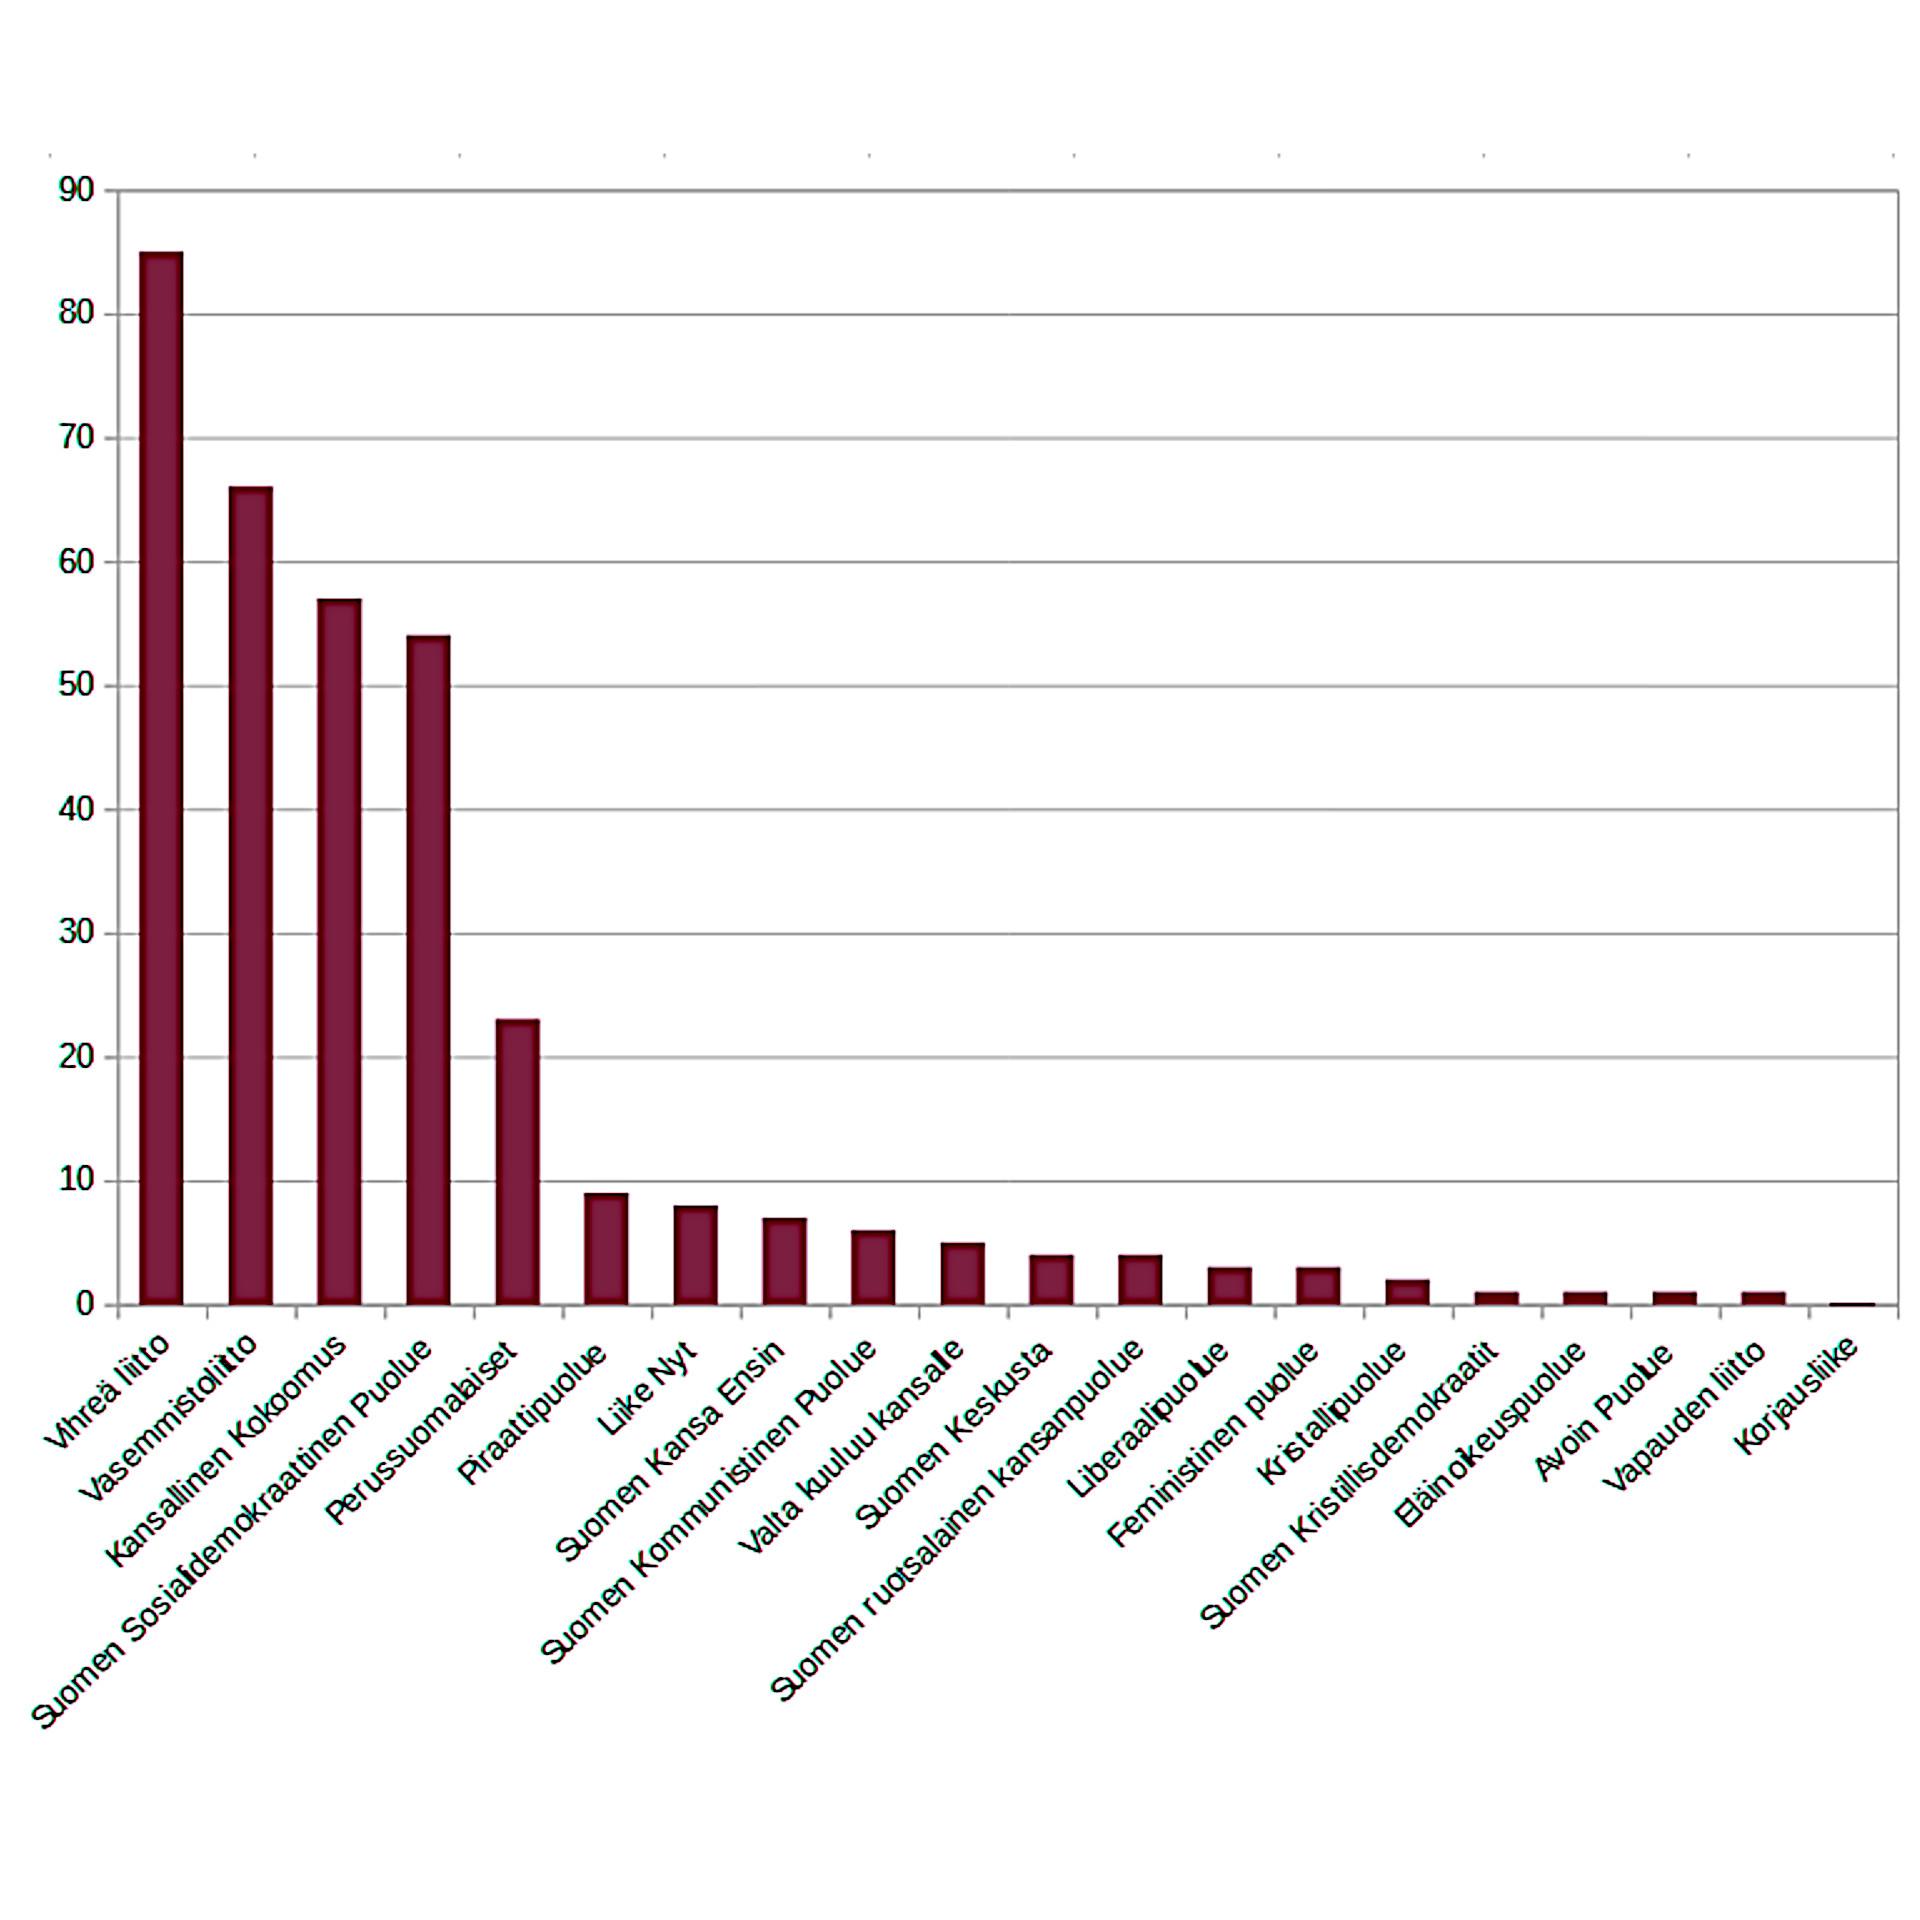 90
80
70
60
50
40
30
20
10
0
Vihreä liitto
Vasemmistoliitto
Kansallinen Kokoomus
Suomen Sosialidemokraattinen Puolue
Perussuomalaiset
Piraattipuolue
Liike Nyt
Suomen Kansa Ensin
Suomen Kommunistinen Puolue
Valta kuuluu kansalle
Suomen Keskusta
Suomen ruotsalainen kansanpuolue
Liberaalipuolue
Feministinen puolue
Kristallipuolue
Suomen Kristillisdemokraatit
Eläinoikeuspuolue
Avoin Puolue
Vapauden liitto
Korjausliike